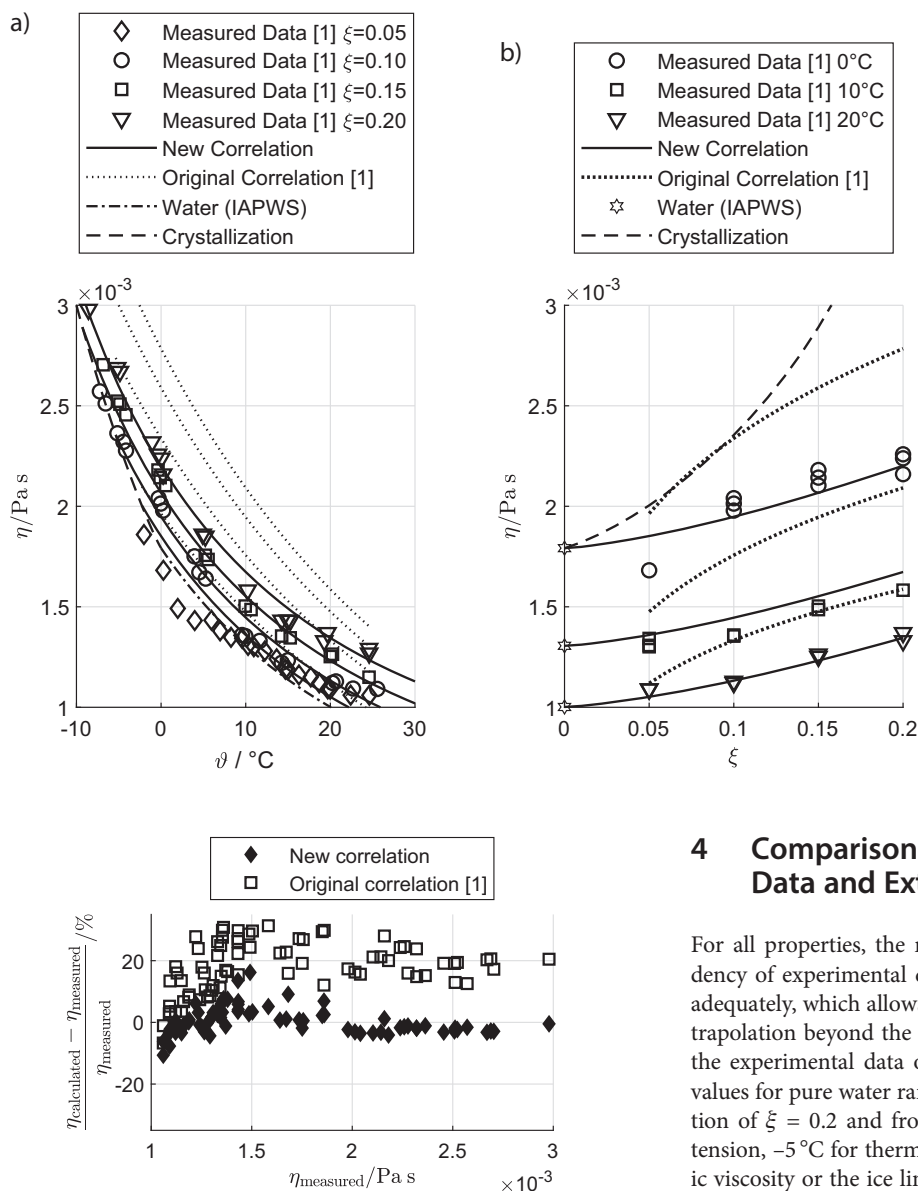 a)
Measured Data [1] ξ=0.05
Measured Data [1] ξ=0.10
Measured Data [1] ξ=0.15
Measured Data [1] ξ=0.20
New Correlation
Original Correlation [1]
Water (IAPWS)
Crystallization
×10⁻³
3
2.5
2
1.5
1
η/Pa s
-10 0 10 20 30
ϑ / °C
b)
Measured Data [1] 0°C
Measured Data [1] 10°C
Measured Data [1] 20°C
New Correlation
Original Correlation [1]
Water (IAPWS)
Crystallization
×10⁻³
3
2.5
2
1.5
1
η/Pa s
0 0.05 0.1 0.15 0.2
ξ
New correlation
Original correlation [1]
ηcalculated − ηmeasured
ηmeasured
/%
20
0
-20
1 1.5 2 2.5 3
ηmeasured/Pa s
×10⁻³
4 Comparison
Data and Ext
For all properties, the r
dency of experimental d
adequately, which allow
trapolation beyond the
the experimental data o
values for pure water ran
tion of ξ = 0.2 and fro
tension, –5 °C for therm
ic viscosity or the ice lin